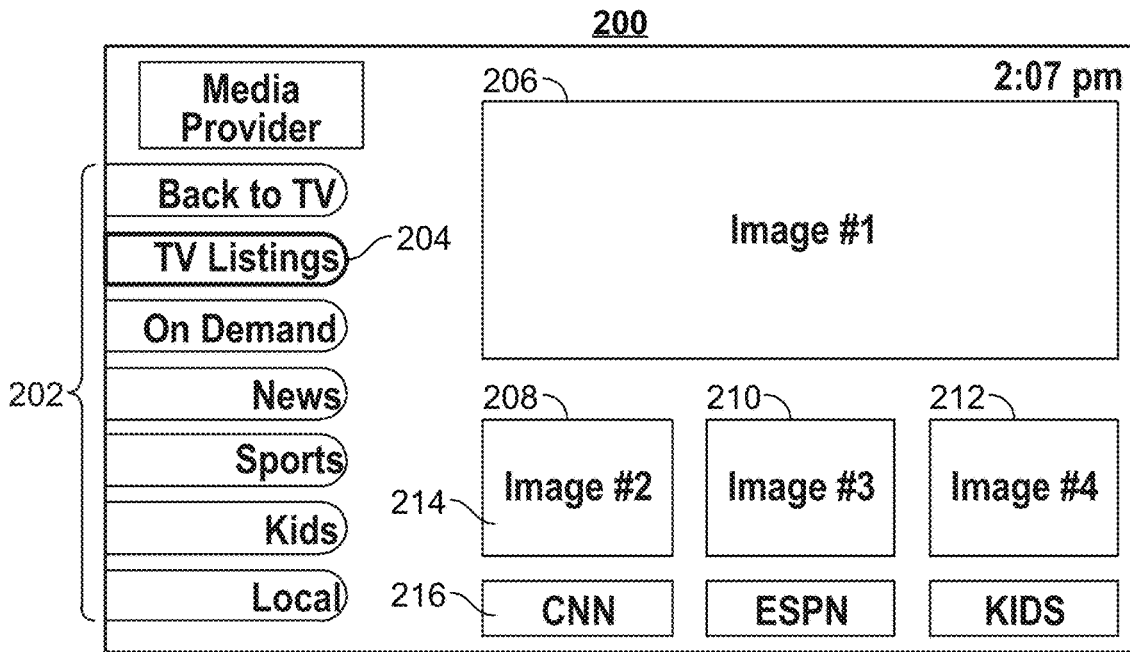 200
2:07 pm
Media
Provider
206
Back to TV
Image #1
TV Listings
204
On Demand
202
News
208
210
212
Sports
Image #2
Image #3
Image #4
214
Kids
Local
216
CNN
ESPN
KIDS